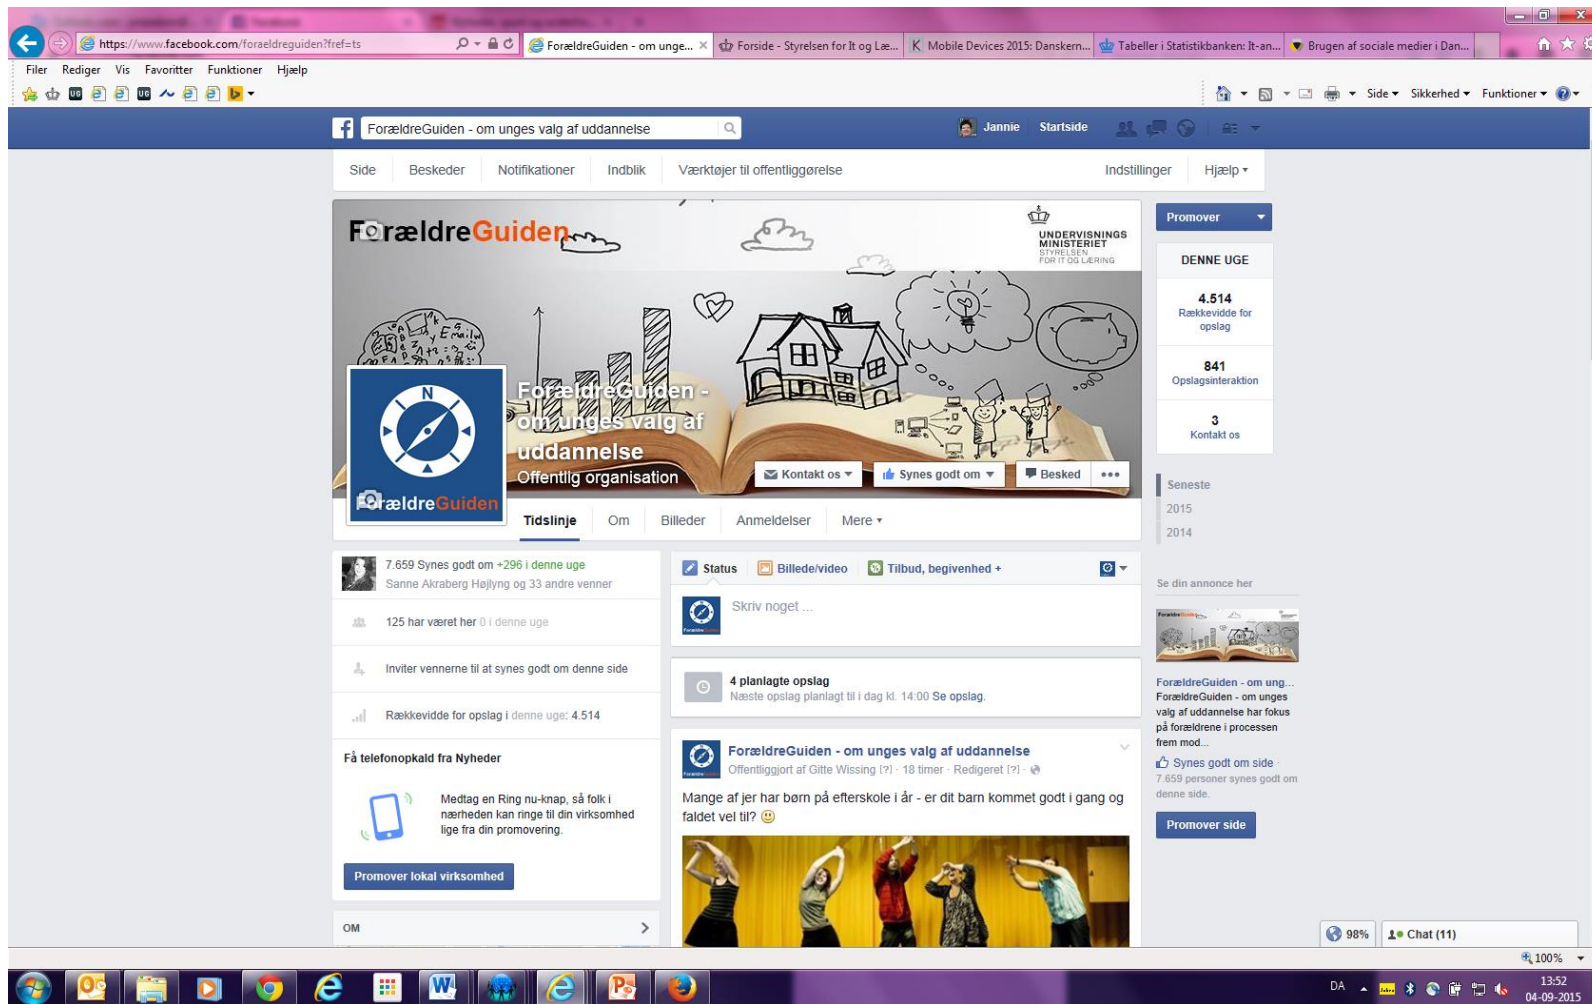 Facebook
https://www.facebook.com/foraeldreguiden?fref=ts
ForældreGuiden - om unge...
Forside - Styrelsen for It og Læ...
Mobile Devices 2015: Danskern...
Tabeller i Statistikbanken: It-an...
Brugen af sociale medier i Dan...
Filer Rediger Vis Favoritter Funktioner Hjælp
UG UG
Side Sikkerhed Funktioner
ForældreGuiden - om unges valg af uddannelse
Jannie Startside
Side Beskeder Notifikationer Indblik Værktøjer til offentliggørelse Indstillinger Hjælp
ForældreGuiden
UNDERVISNINGS
MINISTERIET
STYRELSEN
FOR IT OG LÆRING
N
ForældreGuiden
ForældreGuiden -
om unges valg af
uddannelse
Offentlig organisation
Kontakt os Synes godt om Besked •••
Tidslinje Om Billeder Anmeldelser Mere
Promover
DENNE UGE
4.514
Rækkevidde for
opslag
841
Opslagsinteraktion
3
Kontakt os
Seneste
2015
2014
7.659 Synes godt om +296 i denne uge
Sanne Akraberg Højlyng og 33 andre venner
125 har været her 0 i denne uge
Inviter vennerne til at synes godt om denne side
Rækkevidde for opslag i denne uge: 4.514
Få telefonopkald fra Nyheder
Medtag en Ring nu-knap, så folk i
nærheden kan ringe til din virksomhed
lige fra din promovering.
Promover lokal virksomhed
OM
Status Billede/video Tilbud, begivenhed +
Skriv noget ...
4 planlagte opslag
Næste opslag planlagt til i dag kl. 14:00 Se opslag.
ForældreGuiden - om unges valg af uddannelse
Offentliggjort af Gitte Wissing [?] · 18 timer · Redigeret [?] ·
Mange af jer har børn på efterskole i år - er dit barn kommet godt i gang og
faldet vel til?
Se din annonce her
ForældreGuiden - om ung...
ForældreGuiden - om unges
valg af uddannelse har fokus
på forældrene i processen
frem mod...
Synes godt om side ·
7.659 personer synes godt om
denne side.
Promover side
98% Chat (11)
100%
DA
13:52
04-09-2015